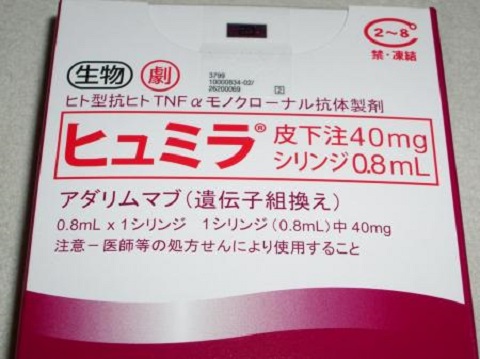 2~8°
禁・凍結
生物 劇
3799
2
ヒト型抗ヒトTNFαモノクローナル抗体製剤
ヒュミラ® 皮下注40mg
シリンジ0.8mL
アダリムマブ(遺伝子組換え)
0.8mL x 1シリンジ 1シリンジ(0.8mL)中 40mg
注意－医師等の処方せんにより使用すること